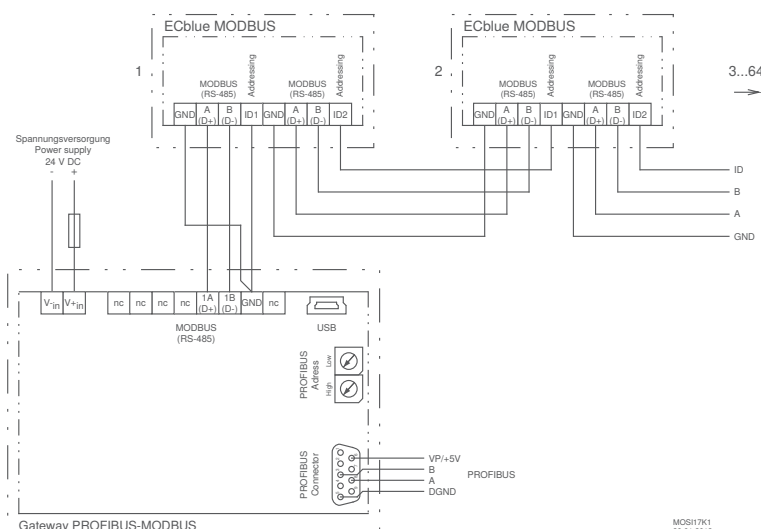 ECblue MODBUS
ECblue MODBUS
1
2
3...64
MODBUS
(RS-485)
Addressing
MODBUS
(RS-485)
Addressing
MODBUS
(RS-485)
Addressing
MODBUS
(RS-485)
Addressing
GND A (D+) B (D-) ID1 GND A (D+) B (D-) ID2
GND A (D+) B (D-) ID1 GND A (D+) B (D-) ID2
Spannungsversorgung
Power supply
24 V DC
- +
ID
B
A
GND
V-in V+in nc nc nc nc 1A (D+) 1B (D-) GND nc
MODBUS
(RS-485)
USB
PROFIBUS
Adress
Low
High
PROFIBUS
Connector
VP/+5V
B
A
DGND
PROFIBUS
Gateway PROFIBUS-MODBUS
MOSI17K1